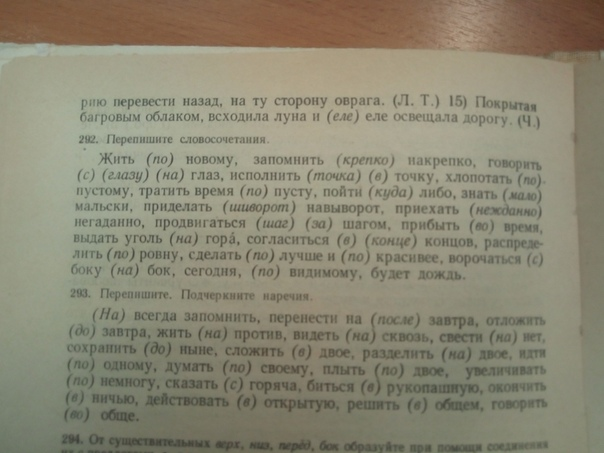 рию перевести назад, на ту сторону оврага. (Л. Т.) 15) Покрытая
багровым облаком, всходила луна и (еле) еле освещала дорогу. (Ч.)
292. Перепишите словосочетания.
Жить (по) новому, запомнить (крепко) накрепко, говорить
(с) (глазу) (на) глаз, исполнить (точка) (в) точку, хлопотать (по)-
пустому, тратить время (по) пусту, пойти (куда) либо, знать (мало)
мальски, приделать (шиворот) навыворот, приехать (нежданно)
негаданно, продвигаться (шаг) (за) шагом, прибыть (во) время,
выдать уголь (на) гора́, согласиться (в) (конце) концов, распреде-
лить (по) ровну, сделать (по) лучше и (по) красивее, ворочаться (с)
боку (на) бок, сегодня, (по) видимому, будет дождь.
293. Перепишите. Подчеркните наречия.
(На) всегда запомнить, перенести на (после) завтра, отложить
(до) завтра, жить (на) против, видеть (на) сквозь, свести (на) нет,
сохранить (до) ныне, сложить (в) двое, разделить (на) двое, идти
(по) одному, думать (по) своему, плыть (по) двое, увеличивать
(по) немногу, сказать (с) горяча, биться (в) рукопашную, окончить
(в) ничью, действовать (в) открытую, решить (в) общем, говорить
(во) обще.
294. От существительных верх, низ, перёд, бок образуйте при помощи соединения